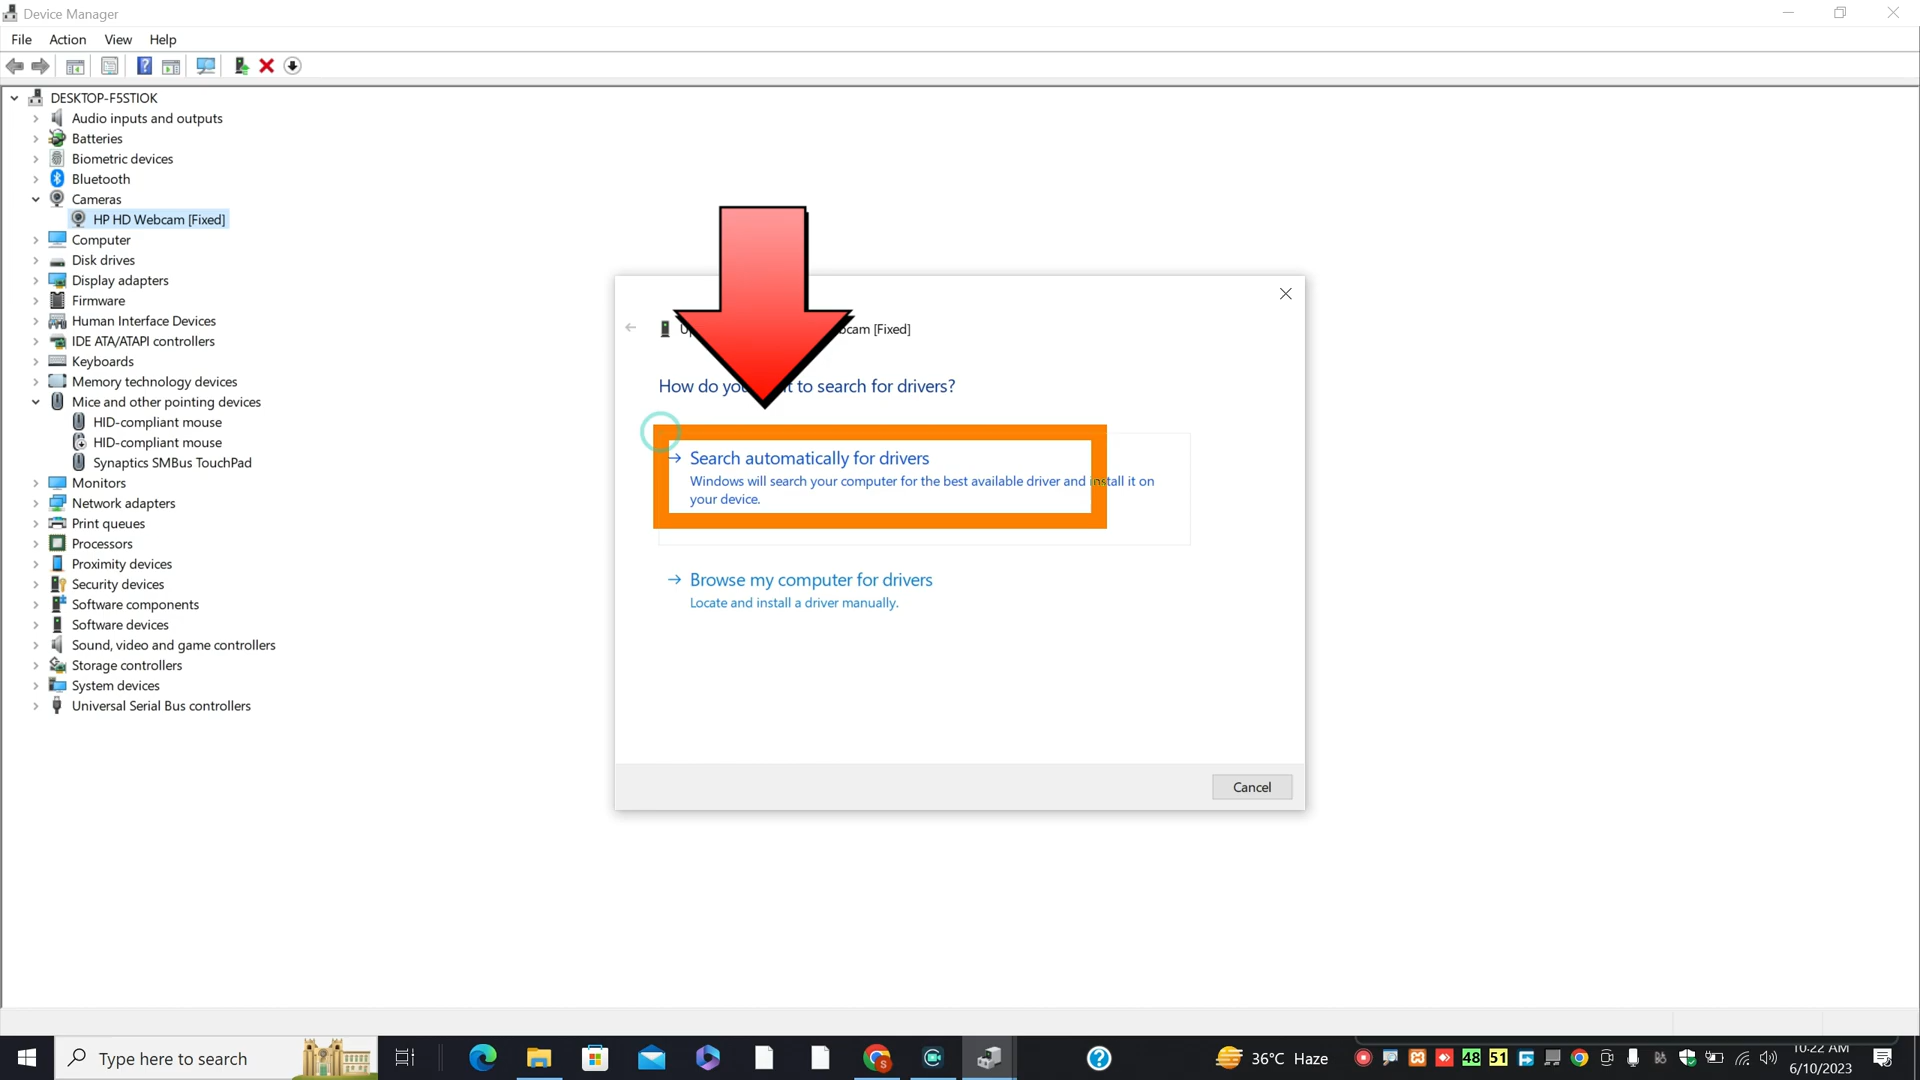 Device Manager
File Action View Help
DESKTOP-F5STIOK
Audio inputs and outputs
Batteries
Biometric devices
Bluetooth
Cameras
HP HD Webcam [Fixed]
Computer
Disk drives
Display adapters
Firmware
Human Interface Devices
IDE ATA/ATAPI controllers
Keyboards
Memory technology devices
Mice and other pointing devices
HID-compliant mouse
HID-compliant mouse
Synaptics SMBus TouchPad
Monitors
Network adapters
Print queues
Processors
Proximity devices
Security devices
Software components
Software devices
Sound, video and game controllers
Storage controllers
System devices
Universal Serial Bus controllers
[Fixed]
How do to search for drivers?
Search automatically for drivers
Windows will search your computer for the best available driver and install it on
your device.
Browse my computer for drivers
Locate and install a driver manually.
Cancel
Type here to search
36°C Haze
48 51
10:22 AM
6/10/2023